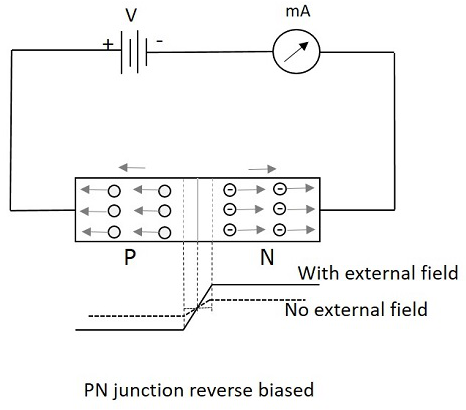 V
mA
+ -
P
N
With external field
No external field
PN junction reverse biased